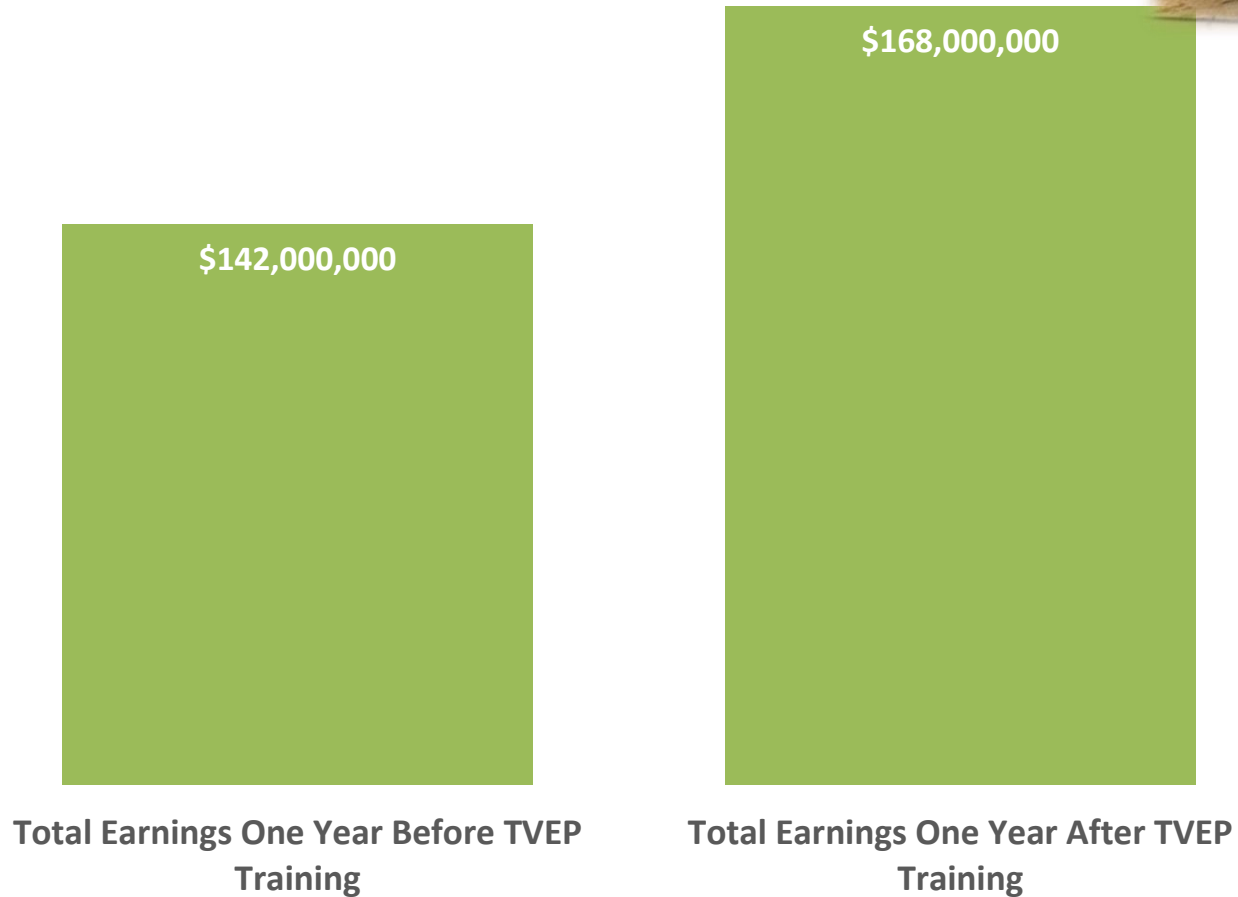 $168,000,000
$142,000,000
Total Earnings One Year Before TVEP
Training
Total Earnings One Year After TVEP
Training